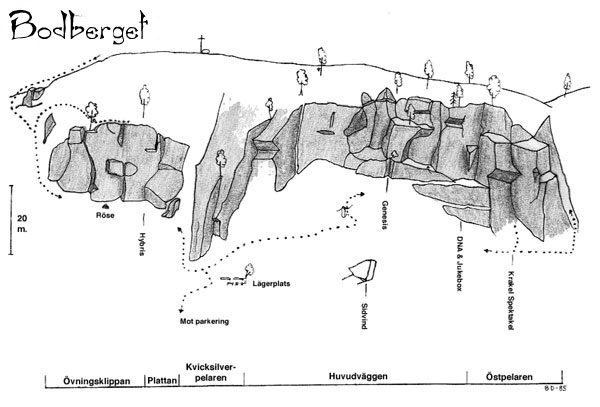 Bodberget
20
m.
Röse
Hybris
Genesis
DNA & Jukebox
Krakel Spektakel
Lägerplats
Sidvind
Mot parkering
Övningsklippan
Plattan
Kvicksilver-
pelaren
Huvudväggen
Östpelaren
BD-85